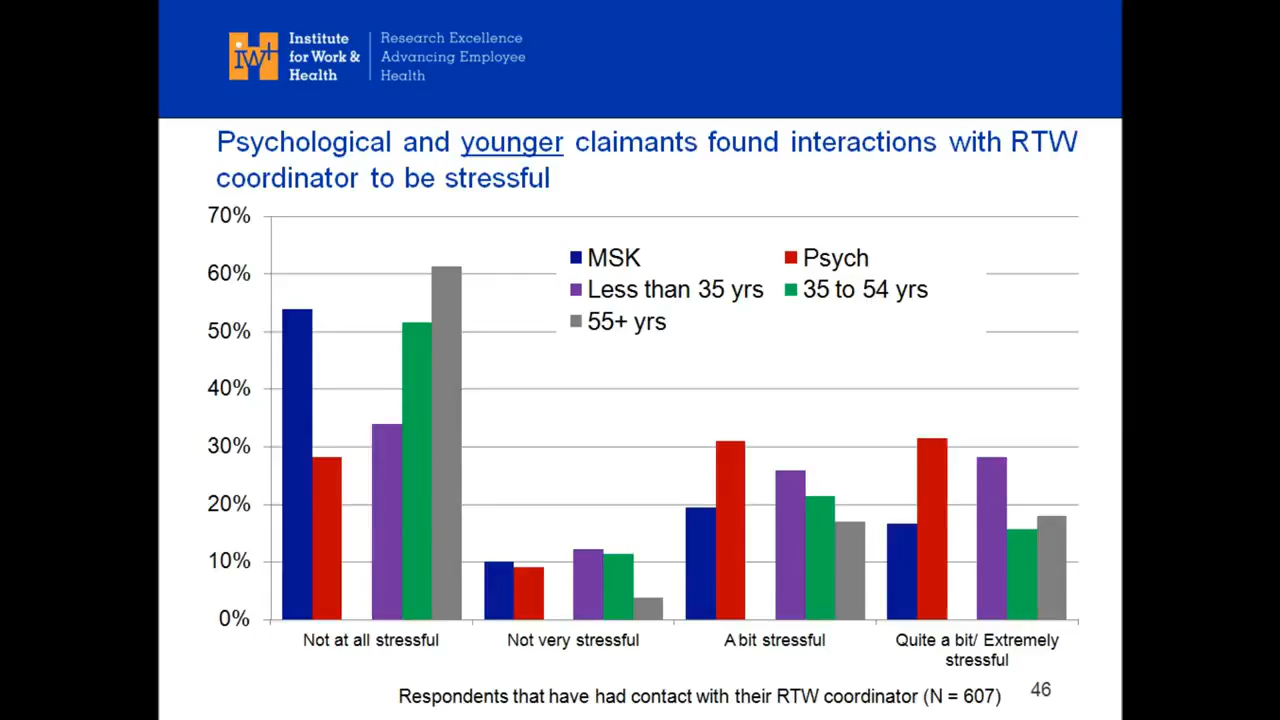 iw+
Institute
for Work &
Health
Research Excellence
Advancing Employee
Health
Psychological and younger claimants found interactions with RTW
coordinator to be stressful
70%
60%
50%
40%
30%
20%
10%
0%
MSK
Psych
Less than 35 yrs
35 to 54 yrs
55+ yrs
Not at all stressful
Not very stressful
A bit stressful
Quite a bit/ Extremely
stressful
Respondents that have had contact with their RTW coordinator (N = 607)
46